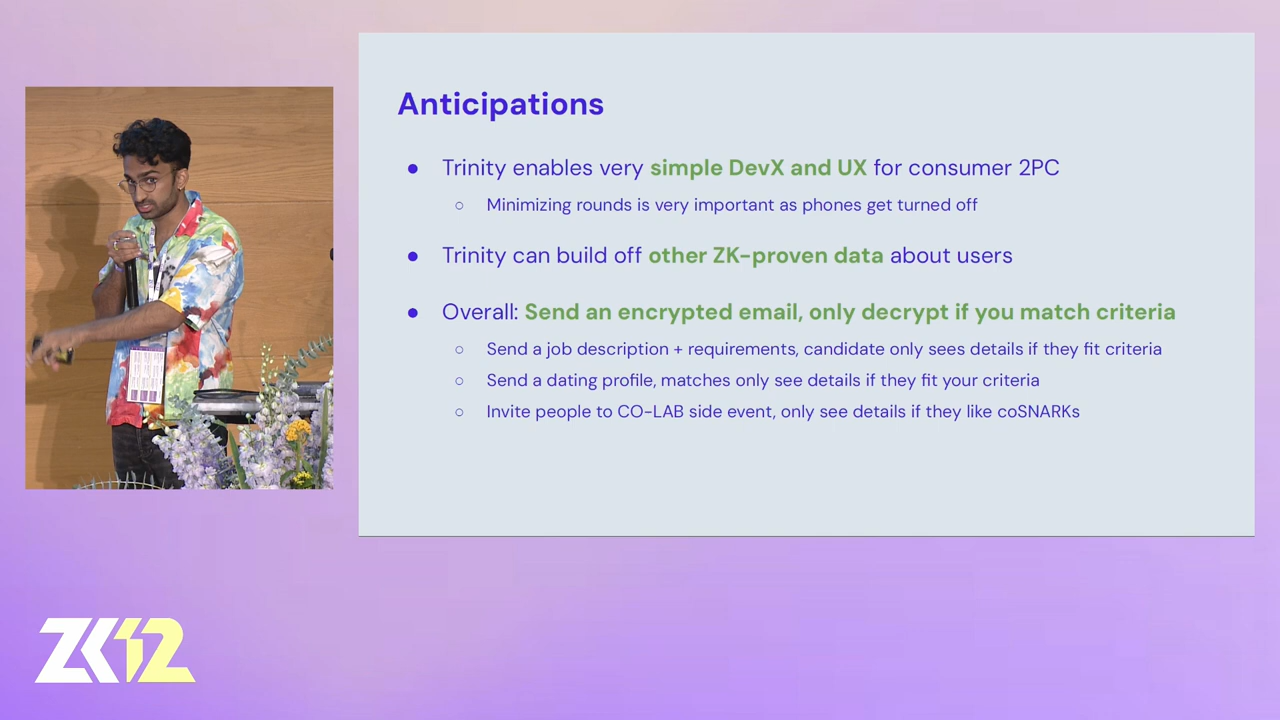 Anticipations
● Trinity enables very simple DevX and UX for consumer 2PC
○ Minimizing rounds is very important as phones get turned off
● Trinity can build off other ZK-proven data about users
● Overall: Send an encrypted email, only decrypt if you match criteria
○ Send a job description + requirements, candidate only sees details if they fit criteria
○ Send a dating profile, matches only see details if they fit your criteria
○ Invite people to CO-LAB side event, only see details if they like coSNARKs
ZK12